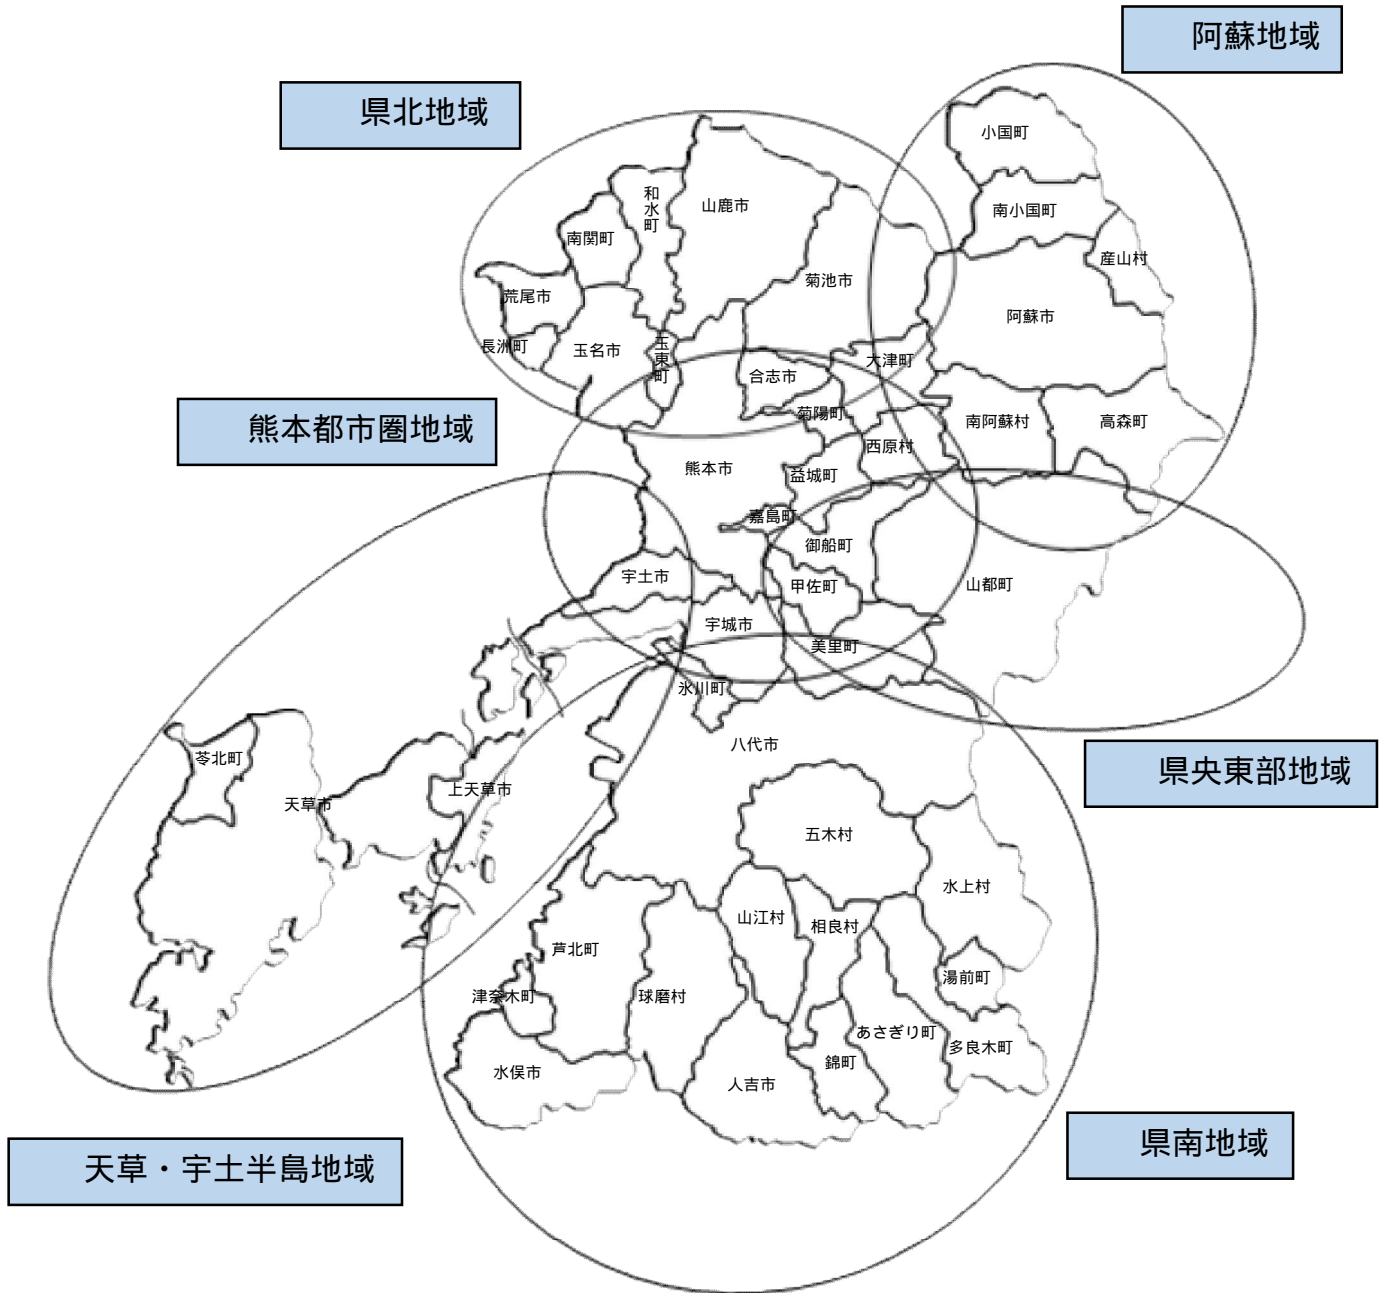 阿蘇地域
県北地域
小国町
和水町
山鹿市
南小国町
南関町
産山村
菊池市
荒尾市
阿蘇市
長洲町
玉名市
玉東町
大津町
合志市
菊陽町
南阿蘇村
高森町
熊本都市圏地域
西原村
熊本市
益城町
嘉島町
御船町
宇土市
甲佐町
山都町
宇城市
美里町
氷川町
八代市
苓北町
県央東部地域
上天草市
天草市
五木村
水上村
山江村
相良村
芦北町
湯前町
津奈木町
球磨村
あさぎり町
多良木町
錦町
水俣市
人吉市
県南地域
天草・宇土半島地域